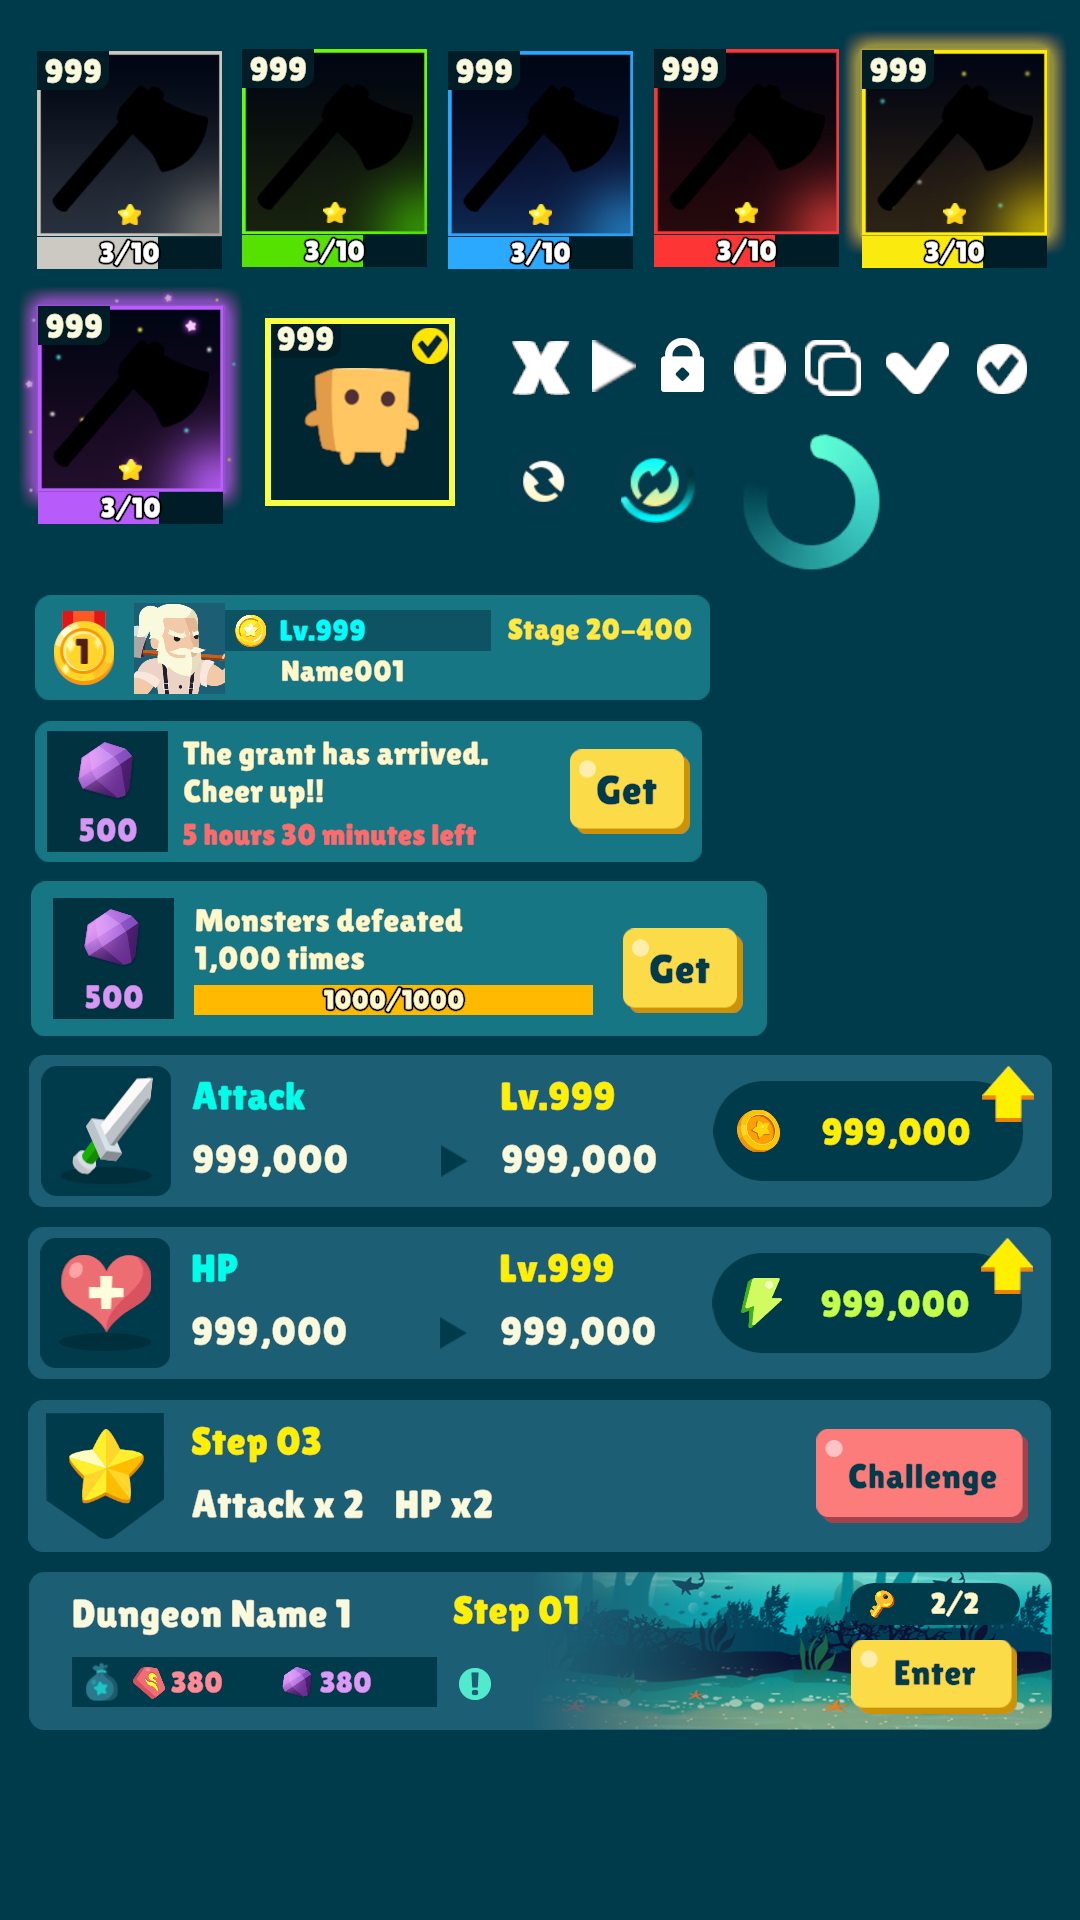 999
999
999
999
999
3/10
3/10
3/10
3/10
3/10
999
999
3/10
1
Lv.999
Stage 20-400
Name001
The grant has arrived.
Cheer up!!
Get
500
5 hours 30 minutes left
Monsters defeated
1,000 times
Get
500
1000/1000
Attack
Lv.999
999,000
999,000
999,000
HP
Lv.999
999,000
999,000
999,000
Step 03
Challenge
Attack x 2 HP x2
Dungeon Name 1
Step 01
2/2
380
380
Enter